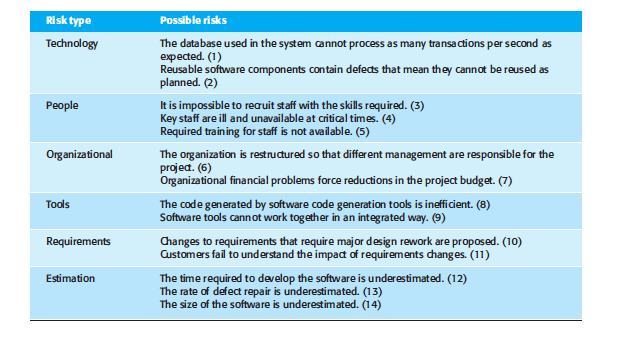 Risk type Possible risks
Technology The database used in the system cannot process as many transactions per second as
expected. (1)
Reusable software components contain defects that mean they cannot be reused as
planned. (2)
People It is impossible to recruit staff with the skills required. (3)
Key staff are ill and unavailable at critical times. (4)
Required training for staff is not available. (5)
Organizational The organization is restructured so that different management are responsible for the
project. (6)
Organizational financial problems force reductions in the project budget. (7)
Tools The code generated by software code generation tools is inefficient. (8)
Software tools cannot work together in an integrated way. (9)
Requirements Changes to requirements that require major design rework are proposed. (10)
Customers fail to understand the impact of requirements changes. (11)
Estimation The time required to develop the software is underestimated. (12)
The rate of defect repair is underestimated. (13)
The size of the software is underestimated. (14)